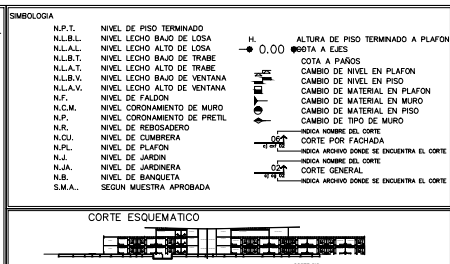 SIMBOLOGIA
N.P.T. NIVEL DE PISO TERMINADO
N.L.B.L. NIVEL LECHO BAJO DE LOSA
N.L.A.L. NIVEL LECHO ALTO DE LOSA
N.L.B.T. NIVEL LECHO BAJO DE TRABE
N.L.A.T. NIVEL LECHO ALTO DE TRABE
N.L.B.V. NIVEL LECHO BAJO DE VENTANA
N.L.A.V. NIVEL LECHO ALTO DE VENTANA
N.F. NIVEL DE FALDON
N.C.M. NIVEL CORONAMIENTO DE MURO
N.P. NIVEL CORONAMIENTO DE PRETIL
N.R. NIVEL DE REBOSADERO
N.CU. NIVEL DE CUMBRERA
N.PL. NIVEL DE PLAFON
N.J. NIVEL DE JARDIN
N.JA. NIVEL DE JARDINERA
N.B. NIVEL DE BANQUETA
S.M.A.. SEGUN MUESTRA APROBADA
H. ALTURA DE PISO TERMINADO A PLAFON
0.00 COTA A EJES
COTA A PAÑOS
CAMBIO DE NIVEL EN PLAFON
CAMBIO DE NIVEL EN PISO
CAMBIO DE MATERIAL EN PLAFON
CAMBIO DE MATERIAL EN MURO
CAMBIO DE MATERIAL EN PISO
CAMBIO DE TIPO DE MURO
INDICA NOMBRE DEL CORTE
06 CORTE POR FACHADA
INDICA ARCHIVO DONDE SE ENCUENTRA EL CORTE
INDICA NOMBRE DEL CORTE
02 CORTE GENERAL
INDICA ARCHIVO DONDE SE ENCUENTRA EL CORTE
CORTE ESQUEMATICO